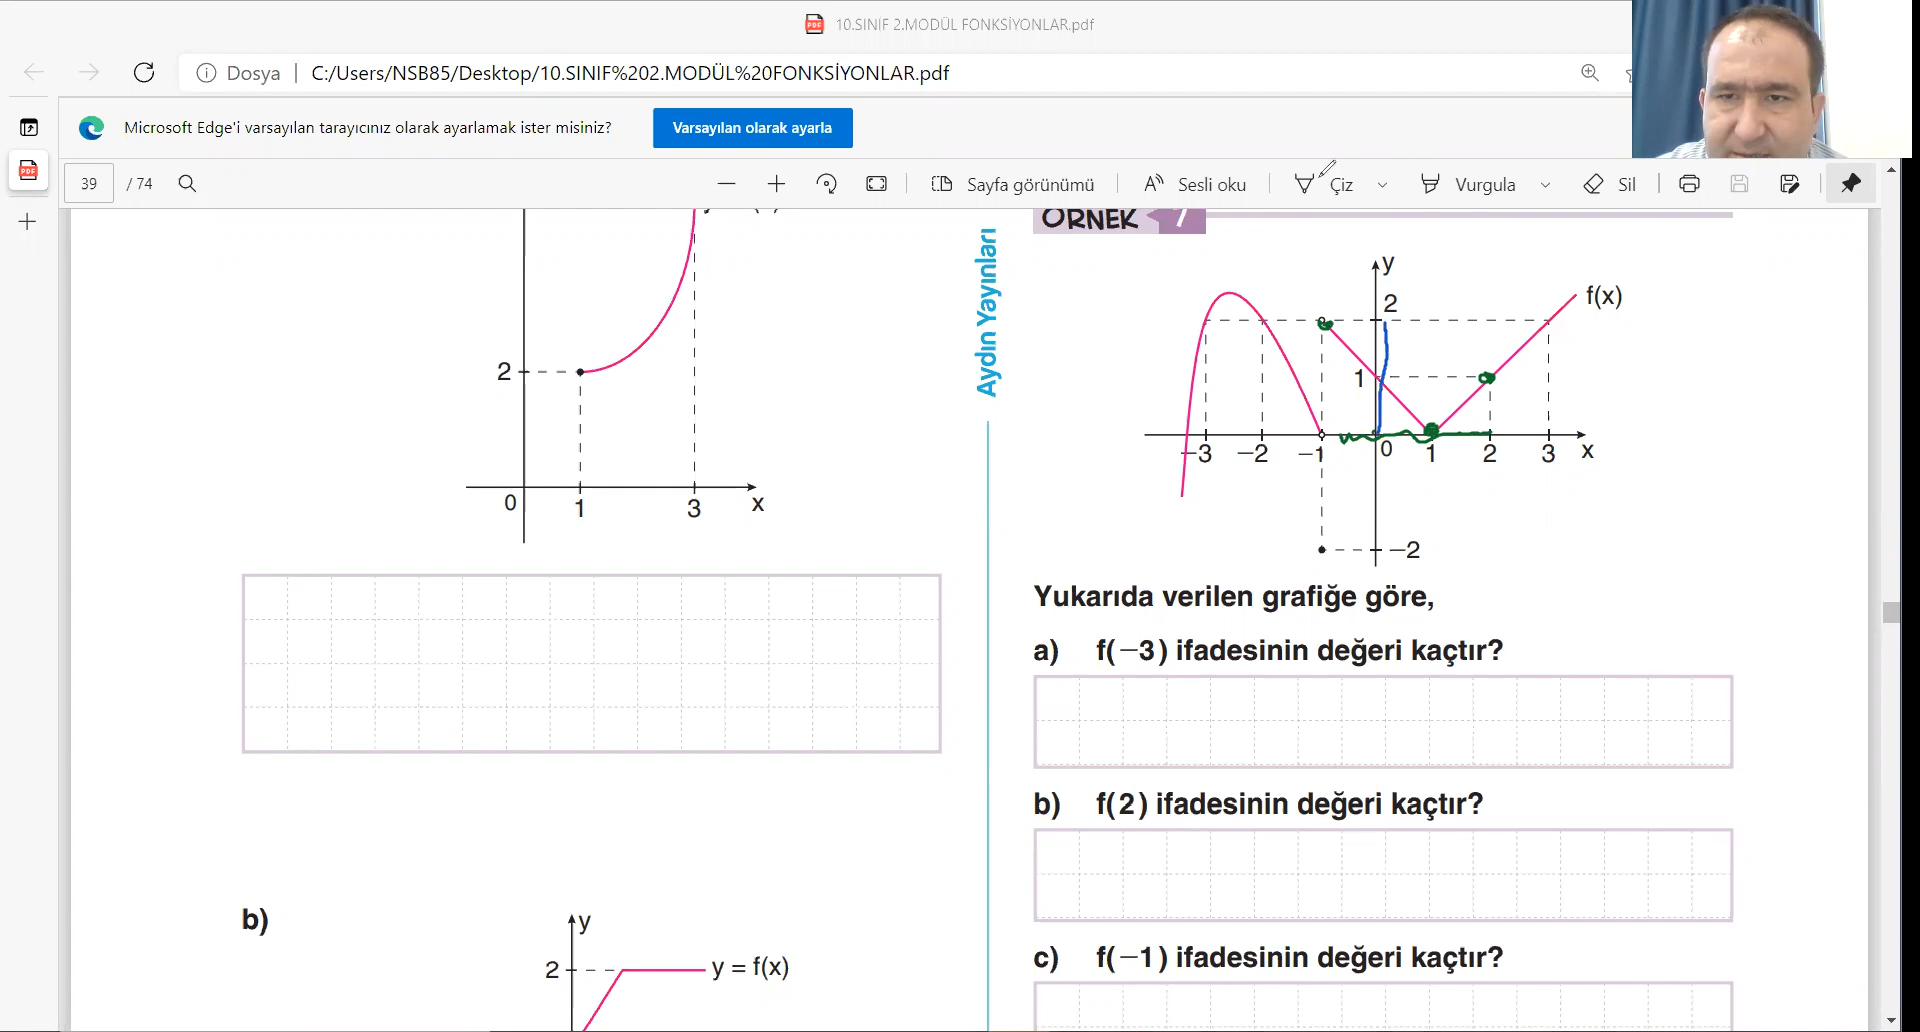 10.SINIF 2.MODÜL FONKSİYONLAR.pdf
Dosya | C:/Users/NSB85/Desktop/10.SINIF%202.MODÜL%20FONKSİYONLAR.pdf
Microsoft Edge'i varsayılan tarayıcınız olarak ayarlamak ister misiniz? Varsayılan olarak ayarla
39 / 74 Sayfa görünümü Sesli oku Çiz Vurgula Sil
2
0 1 3 x
b)
y
2 y = f(x)
Aydın Yayınları
ÖRNEK 7
y
2 f(x)
1
−3 −2 −1 0 1 2 3 x
−2
Yukarıda verilen grafiğe göre,
a) f(−3) ifadesinin değeri kaçtır?
b) f(2) ifadesinin değeri kaçtır?
c) f(−1) ifadesinin değeri kaçtır?